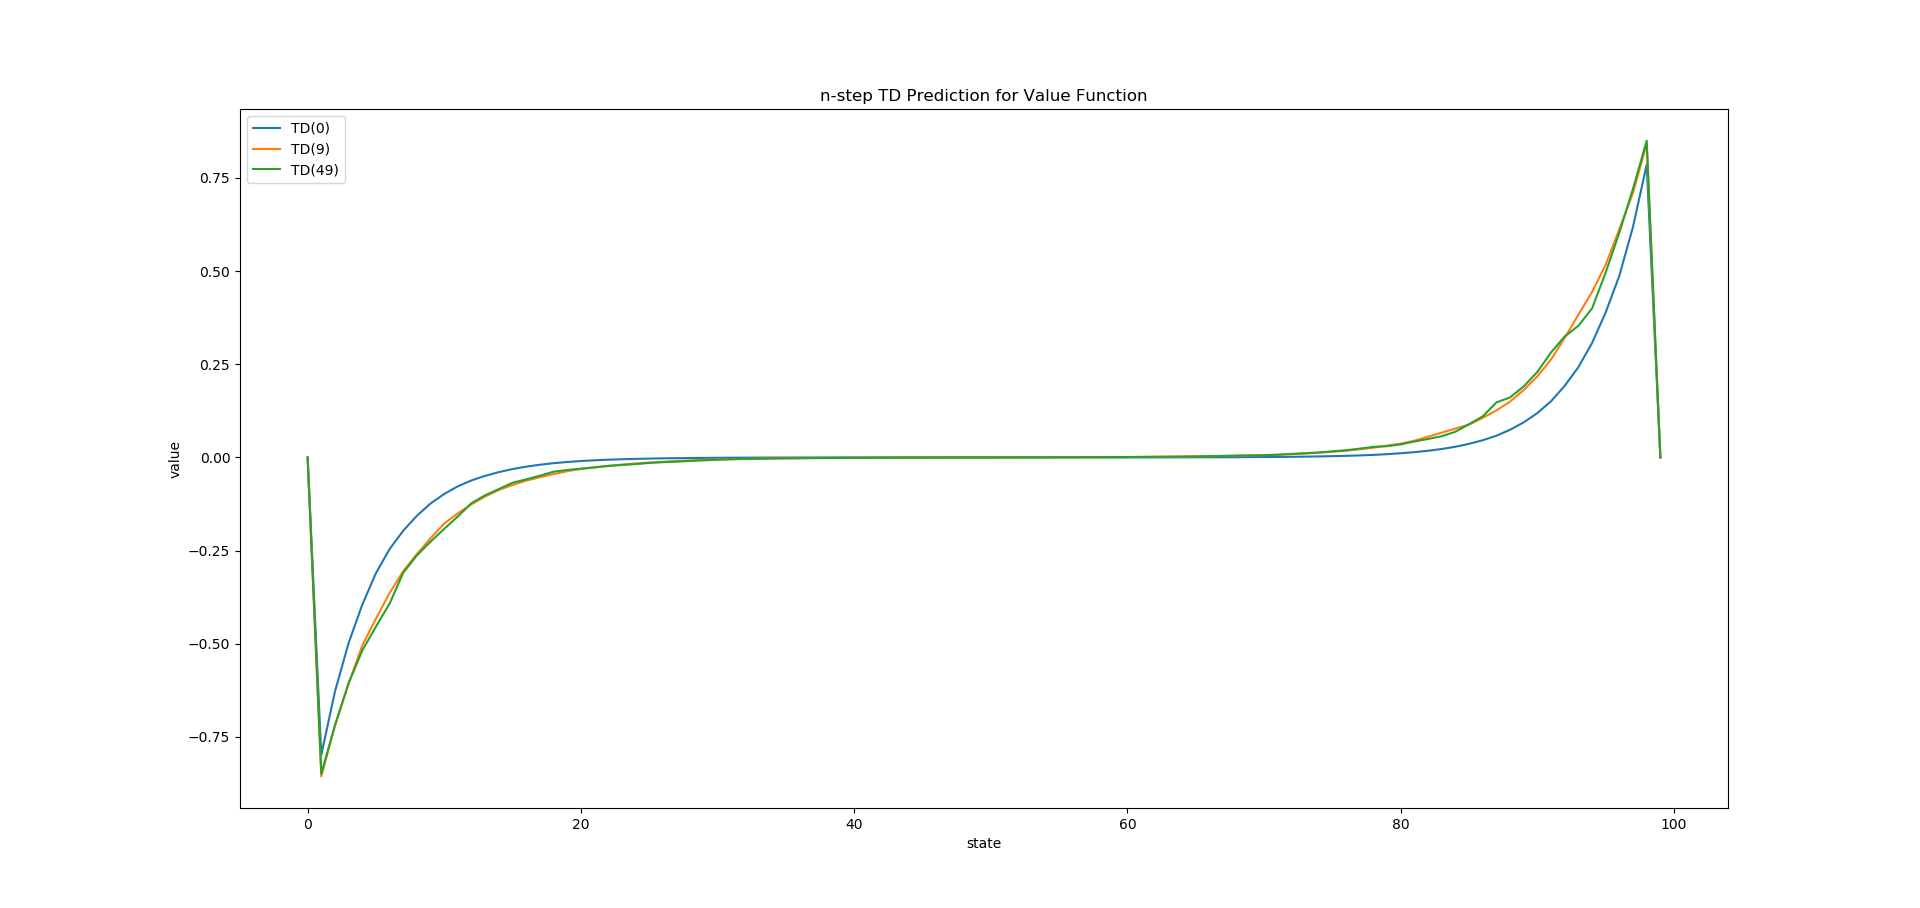 n-step TD Prediction for Value Function
TD(0)
TD(9)
TD(49)
0.75
0.50
0.25
0.00
−0.25
−0.50
−0.75
value
0 20 40 60 80 100
state